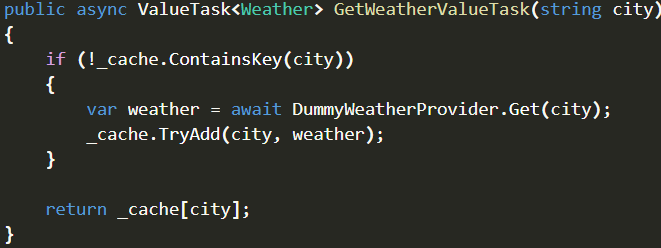 public async ValueTask<Weather> GetWeatherValueTask(string city)
{
    if (!_cache.ContainsKey(city))
    {
        var weather = await DummyWeatherProvider.Get(city);
        _cache.TryAdd(city, weather);
    }

    return _cache[city];
}